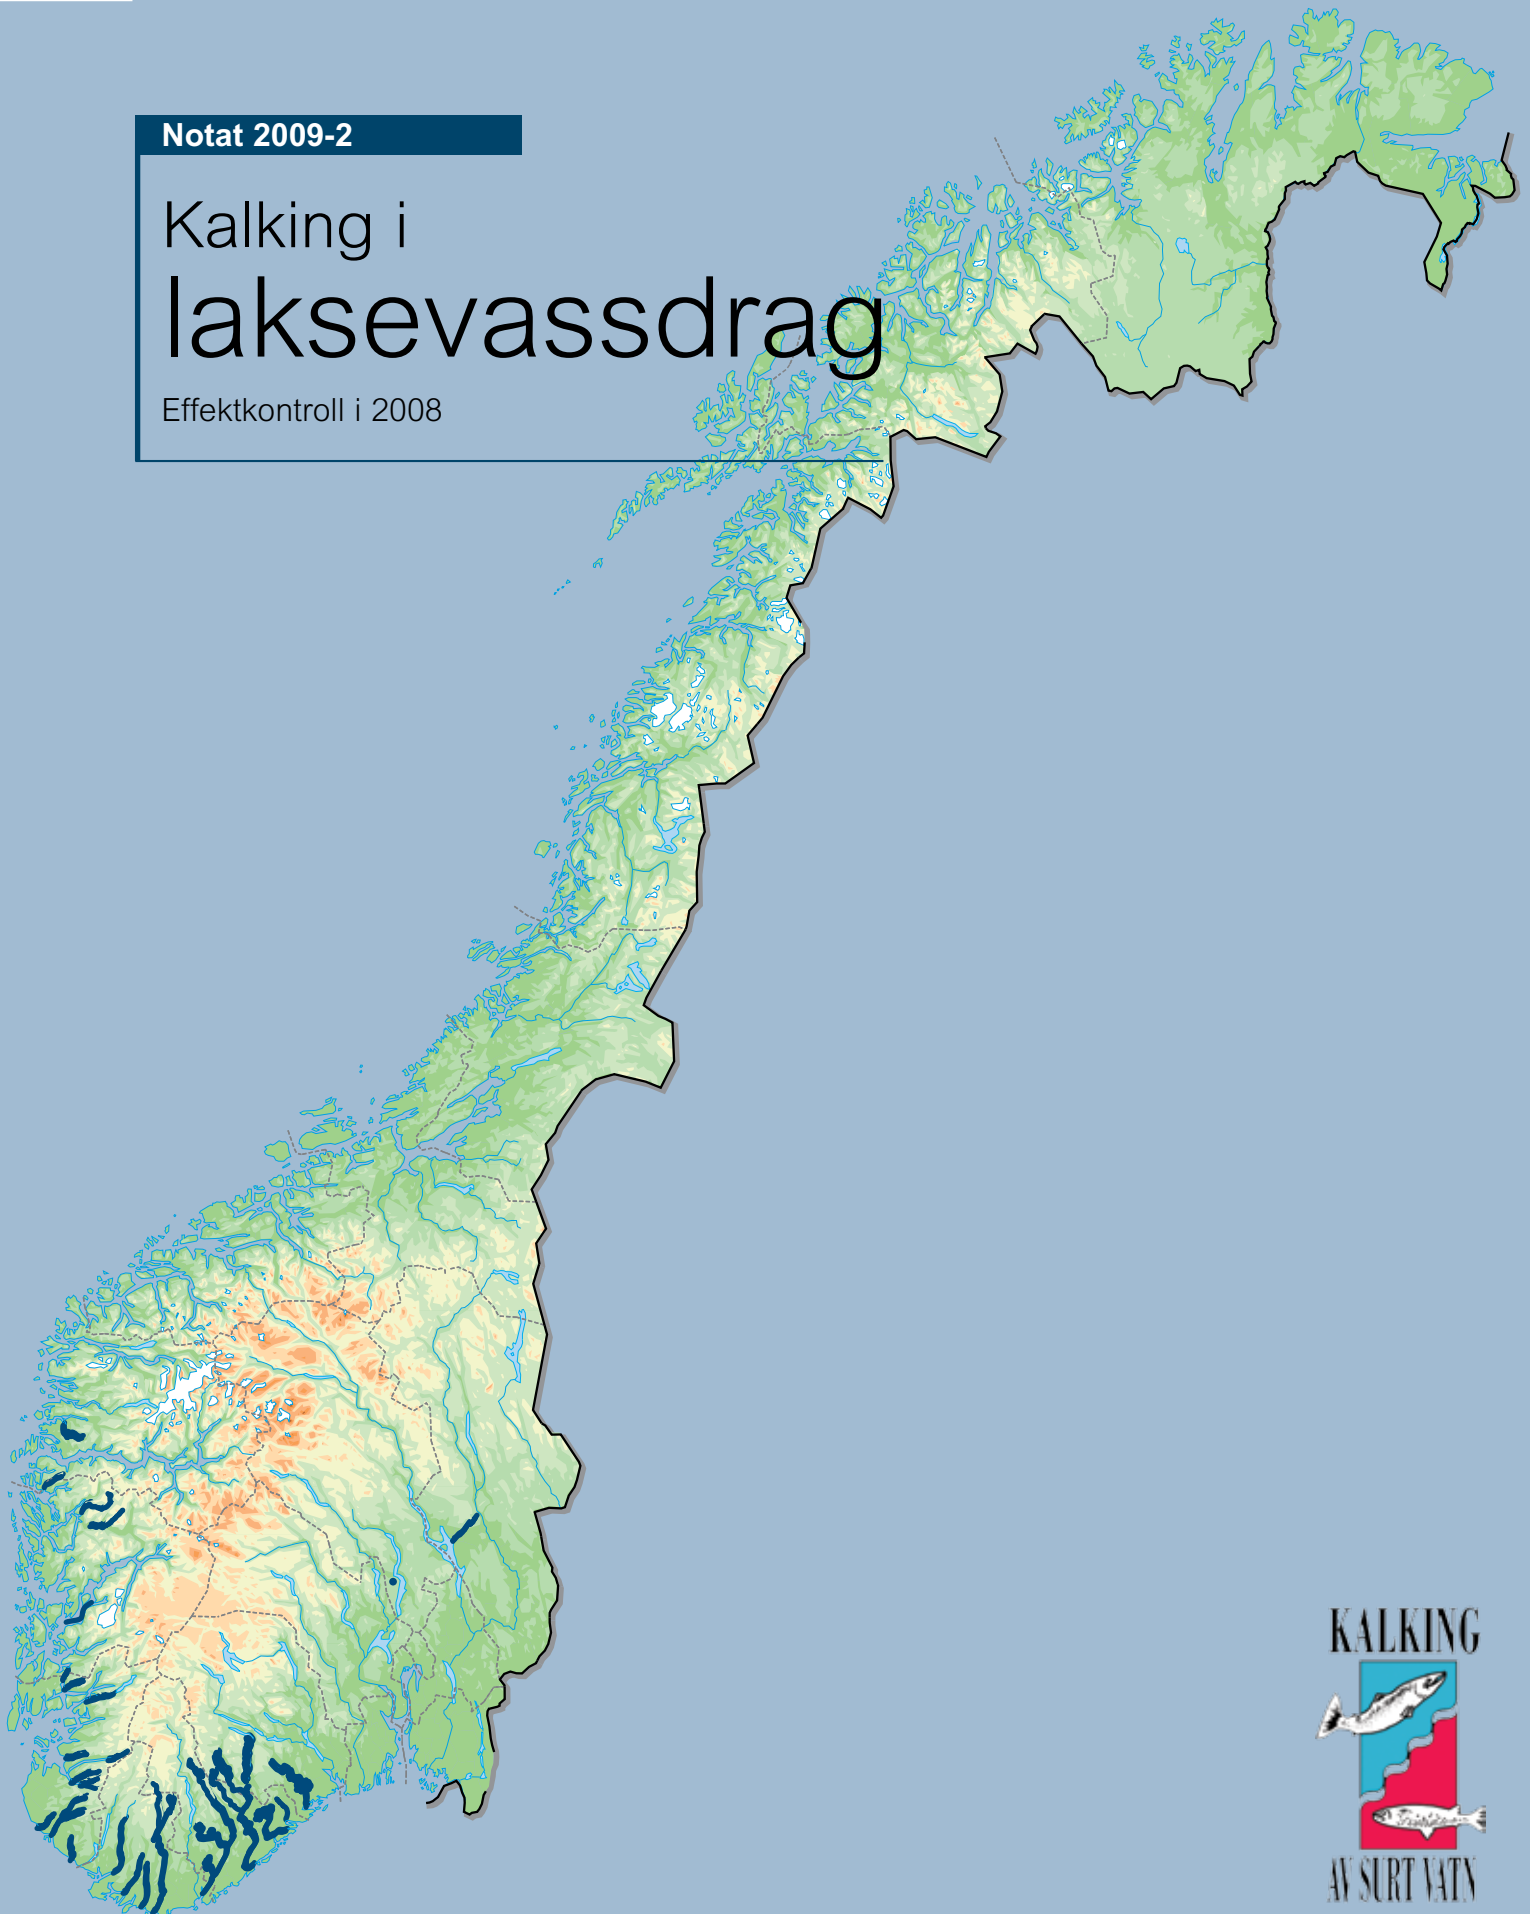 Notat 2009-2
Kalking i
laksevassdrag
Effektkontroll i 2008
KALKING
AV SURT VATN